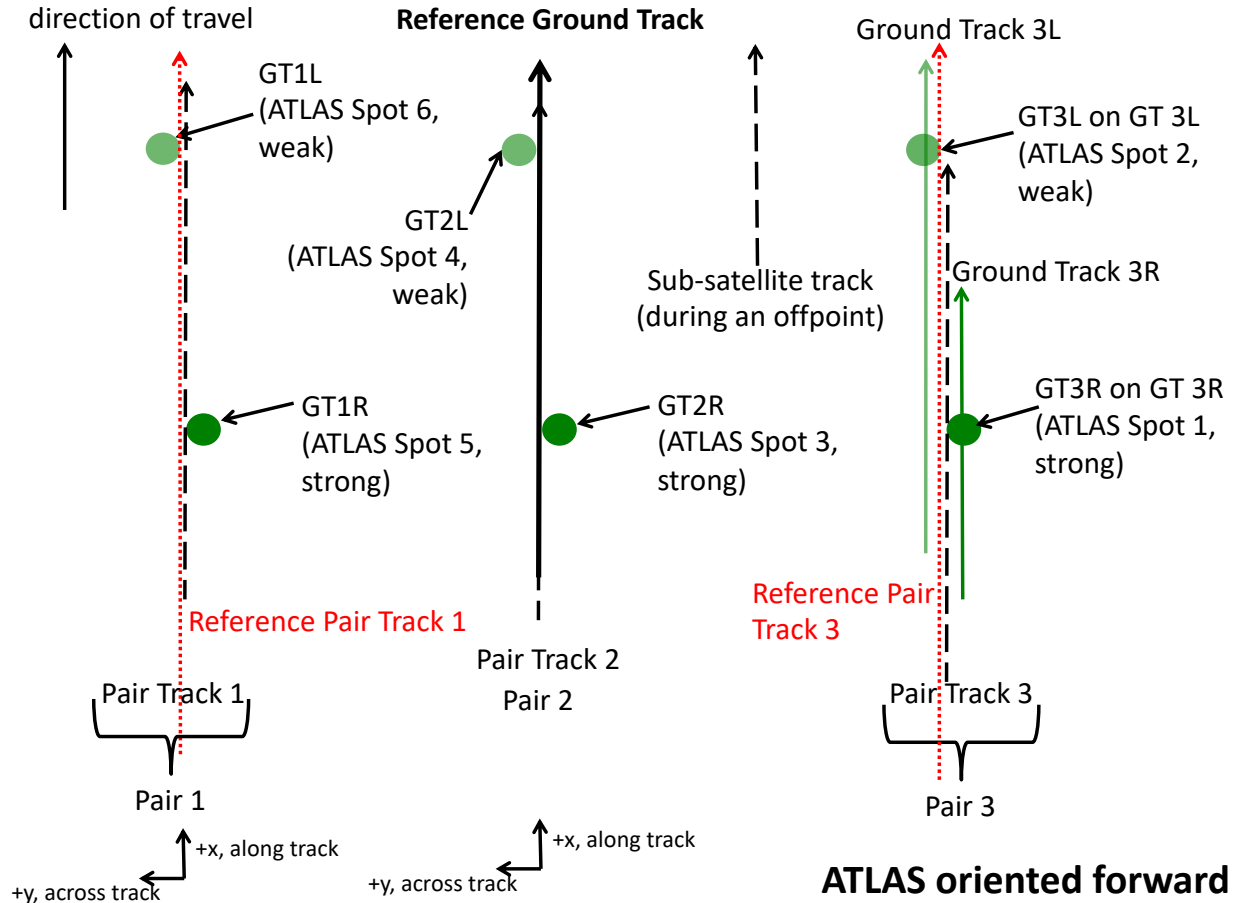 direction of travel
Reference Ground Track
Ground Track 3L
GT1L
(ATLAS Spot 6,
weak)
GT3L on GT 3L
(ATLAS Spot 2,
weak)
GT2L
(ATLAS Spot 4,
weak)
Sub-satellite track
(during an offpoint)
Ground Track 3R
GT1R
(ATLAS Spot 5,
strong)
GT2R
(ATLAS Spot 3,
strong)
GT3R on GT 3R
(ATLAS Spot 1,
strong)
Reference Pair Track 1
Reference Pair
Track 3
Pair Track 1
Pair Track 2
Pair 2
Pair Track 3
Pair 1
Pair 3
+x, along track
+y, across track
+x, along track
+y, across track
ATLAS oriented forward